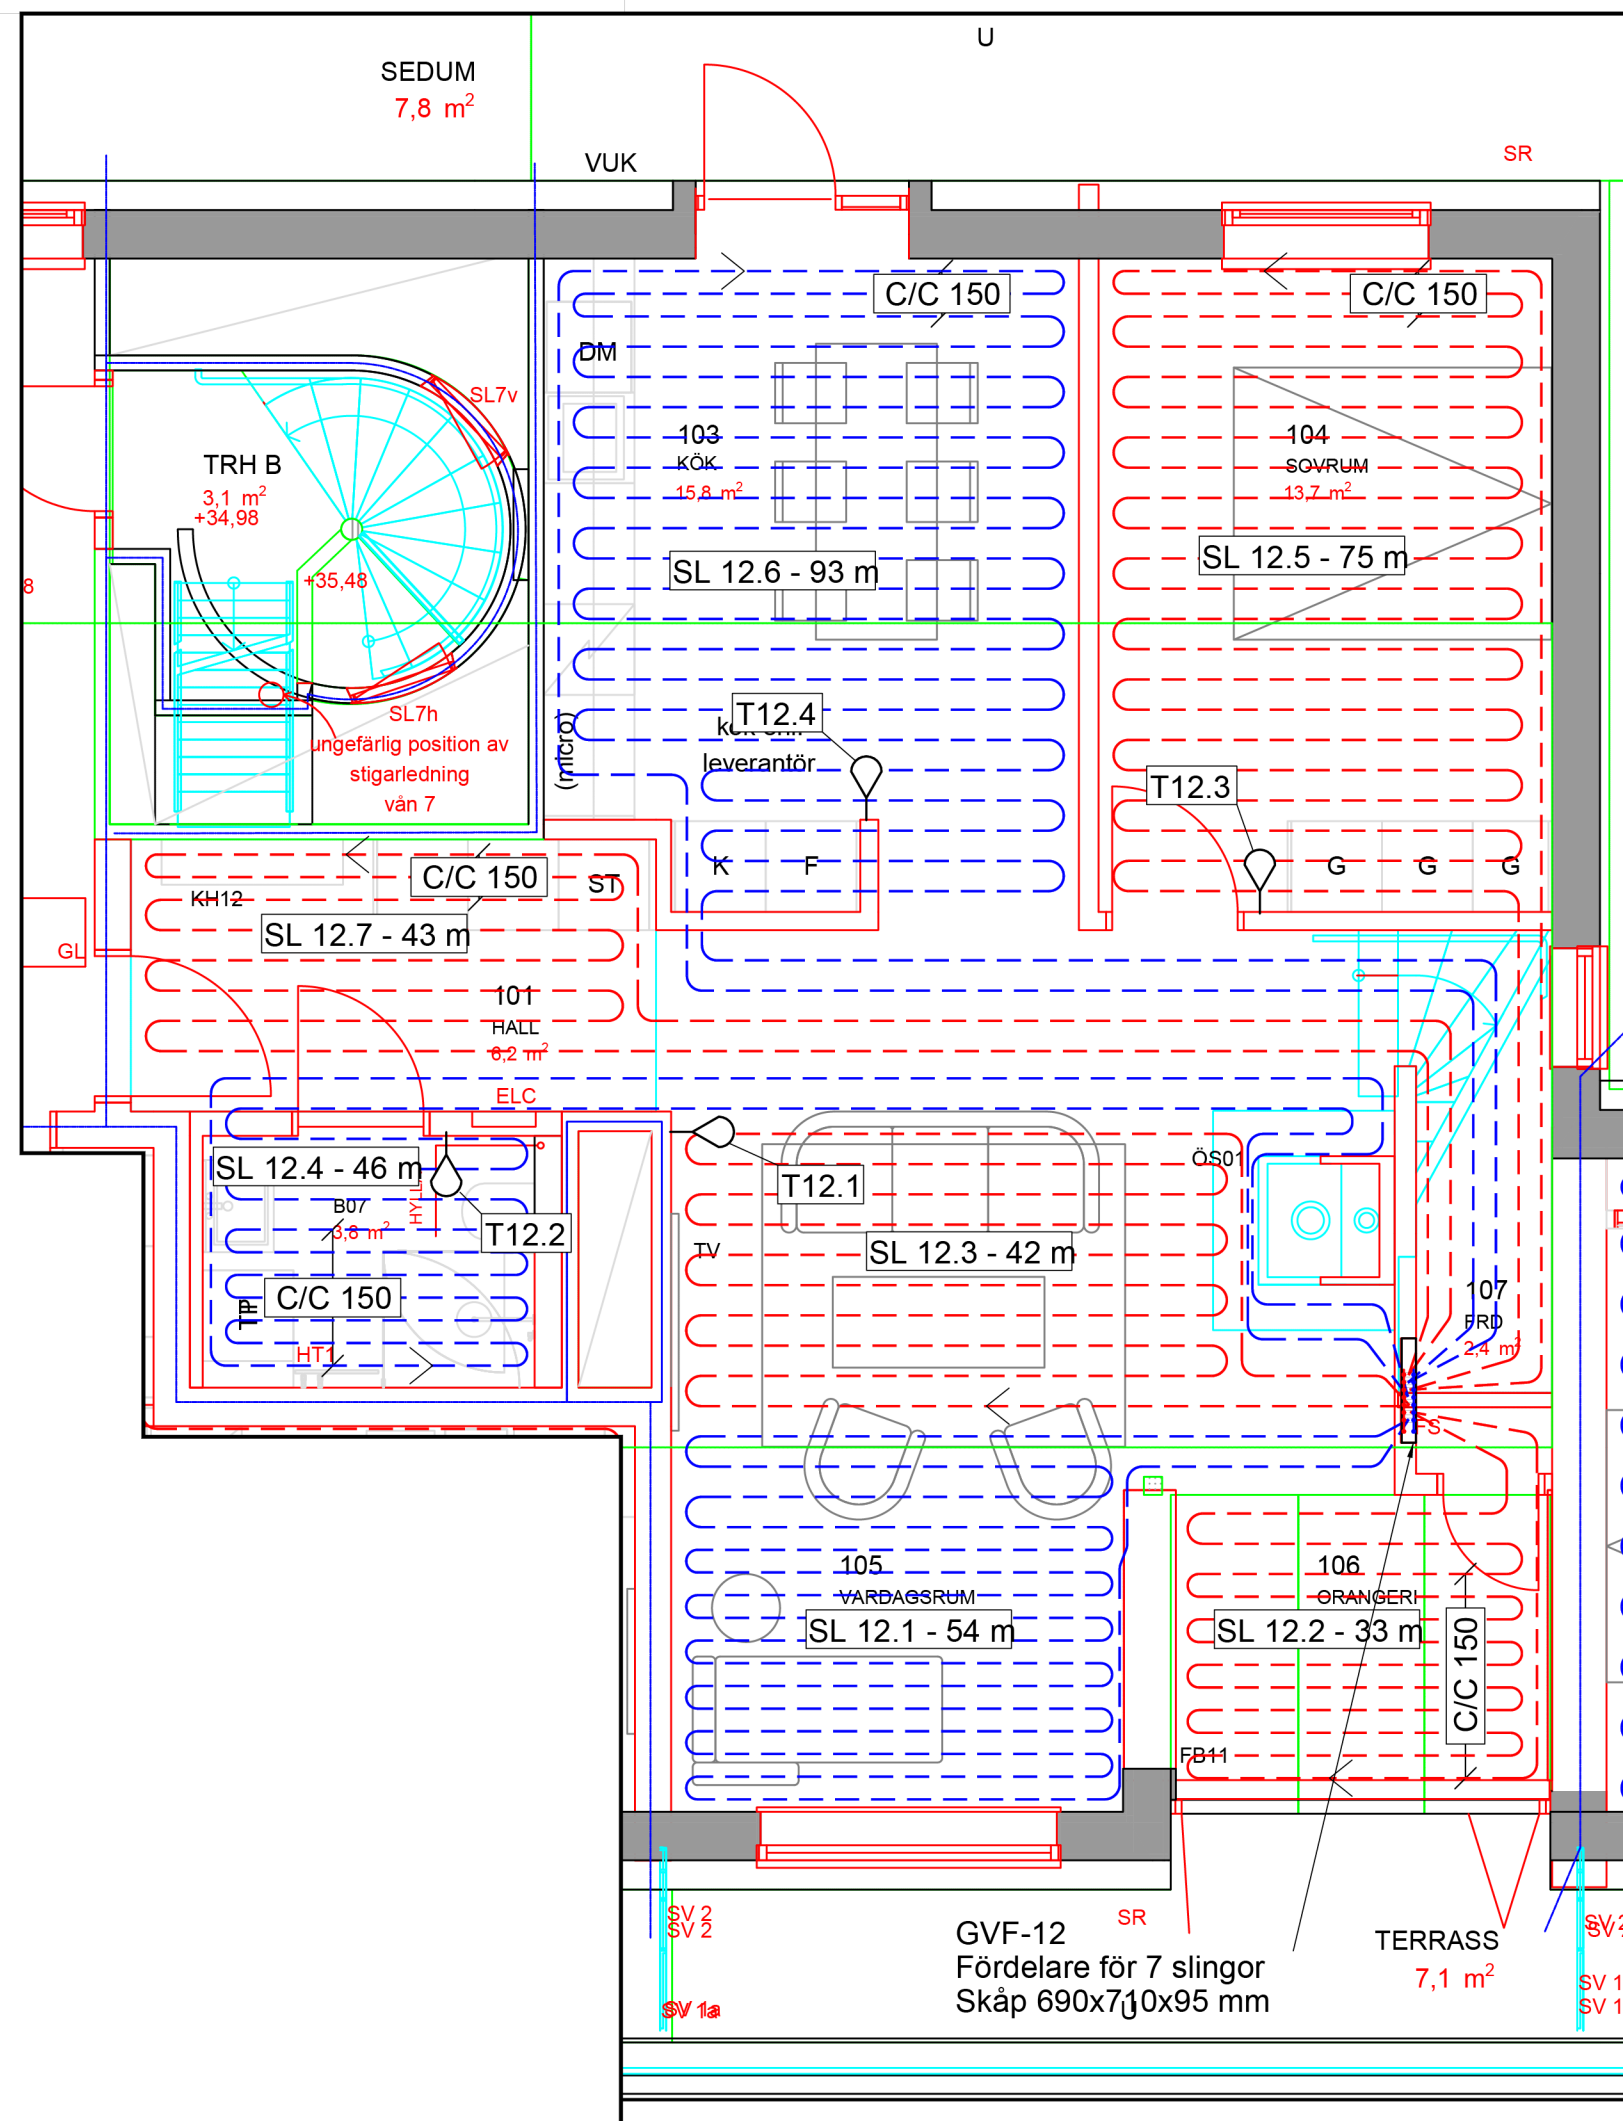 U
SEDUM
7,8 m²
SR
VUK
C/C 150
C/C 150
DM
SL7v
103
KÖK
15,8 m²
104
SOVRUM
13,7 m²
TRH B
3,1 m²
+34,98
+35,48
8
SL 12.6 - 93 m
SL 12.5 - 75 m
SL7h
ungefärlig position av
stigarledning
vån 7
(micro)
T12.4
leverantör
T12.3
C/C 150
ST
K
F
G
G
G
KH12
SL 12.7 - 43 m
GL
101
HALL
6,2 m²
ELC
SL 12.4 - 46 m
B07
3,8 m²
T12.2
T12.1
ÖS01
TV
SL 12.3 - 42 m
C/C 150
HT1
107
FRD
2,4 m²
105
VARDAGSRUM
SL 12.1 - 54 m
106
ORANGERI
SL 12.2 - 33 m
C/C 150
FB11
SV 2
SV 2
SR
GVF-12
Fördelare för 7 slingor
Skåp 690x710x95 mm
U
TERRASS
7,1 m²
SV 1a
SV 2
SV 1
SV 1